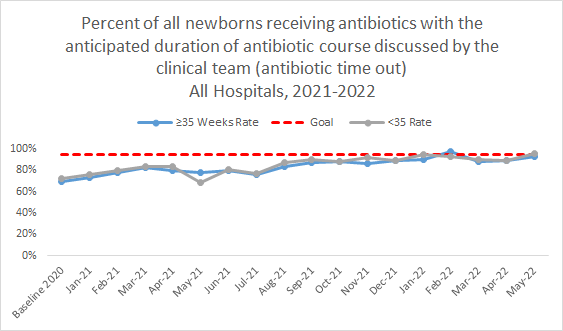 Percent of all newborns receiving antibiotics with the
anticipated duration of antibiotic course discussed by the
clinical team (antibiotic time out)
All Hospitals, 2021-2022
≥35 Weeks Rate Goal <35 Rate
100%
80%
60%
40%
20%
0%
Baseline 2020
Jan-21
Feb-21
Mar-21
Apr-21
May-21
Jun-21
Jul-21
Aug-21
Sep-21
Oct-21
Nov-21
Dec-21
Jan-22
Feb-22
Mar-22
Apr-22
May-22